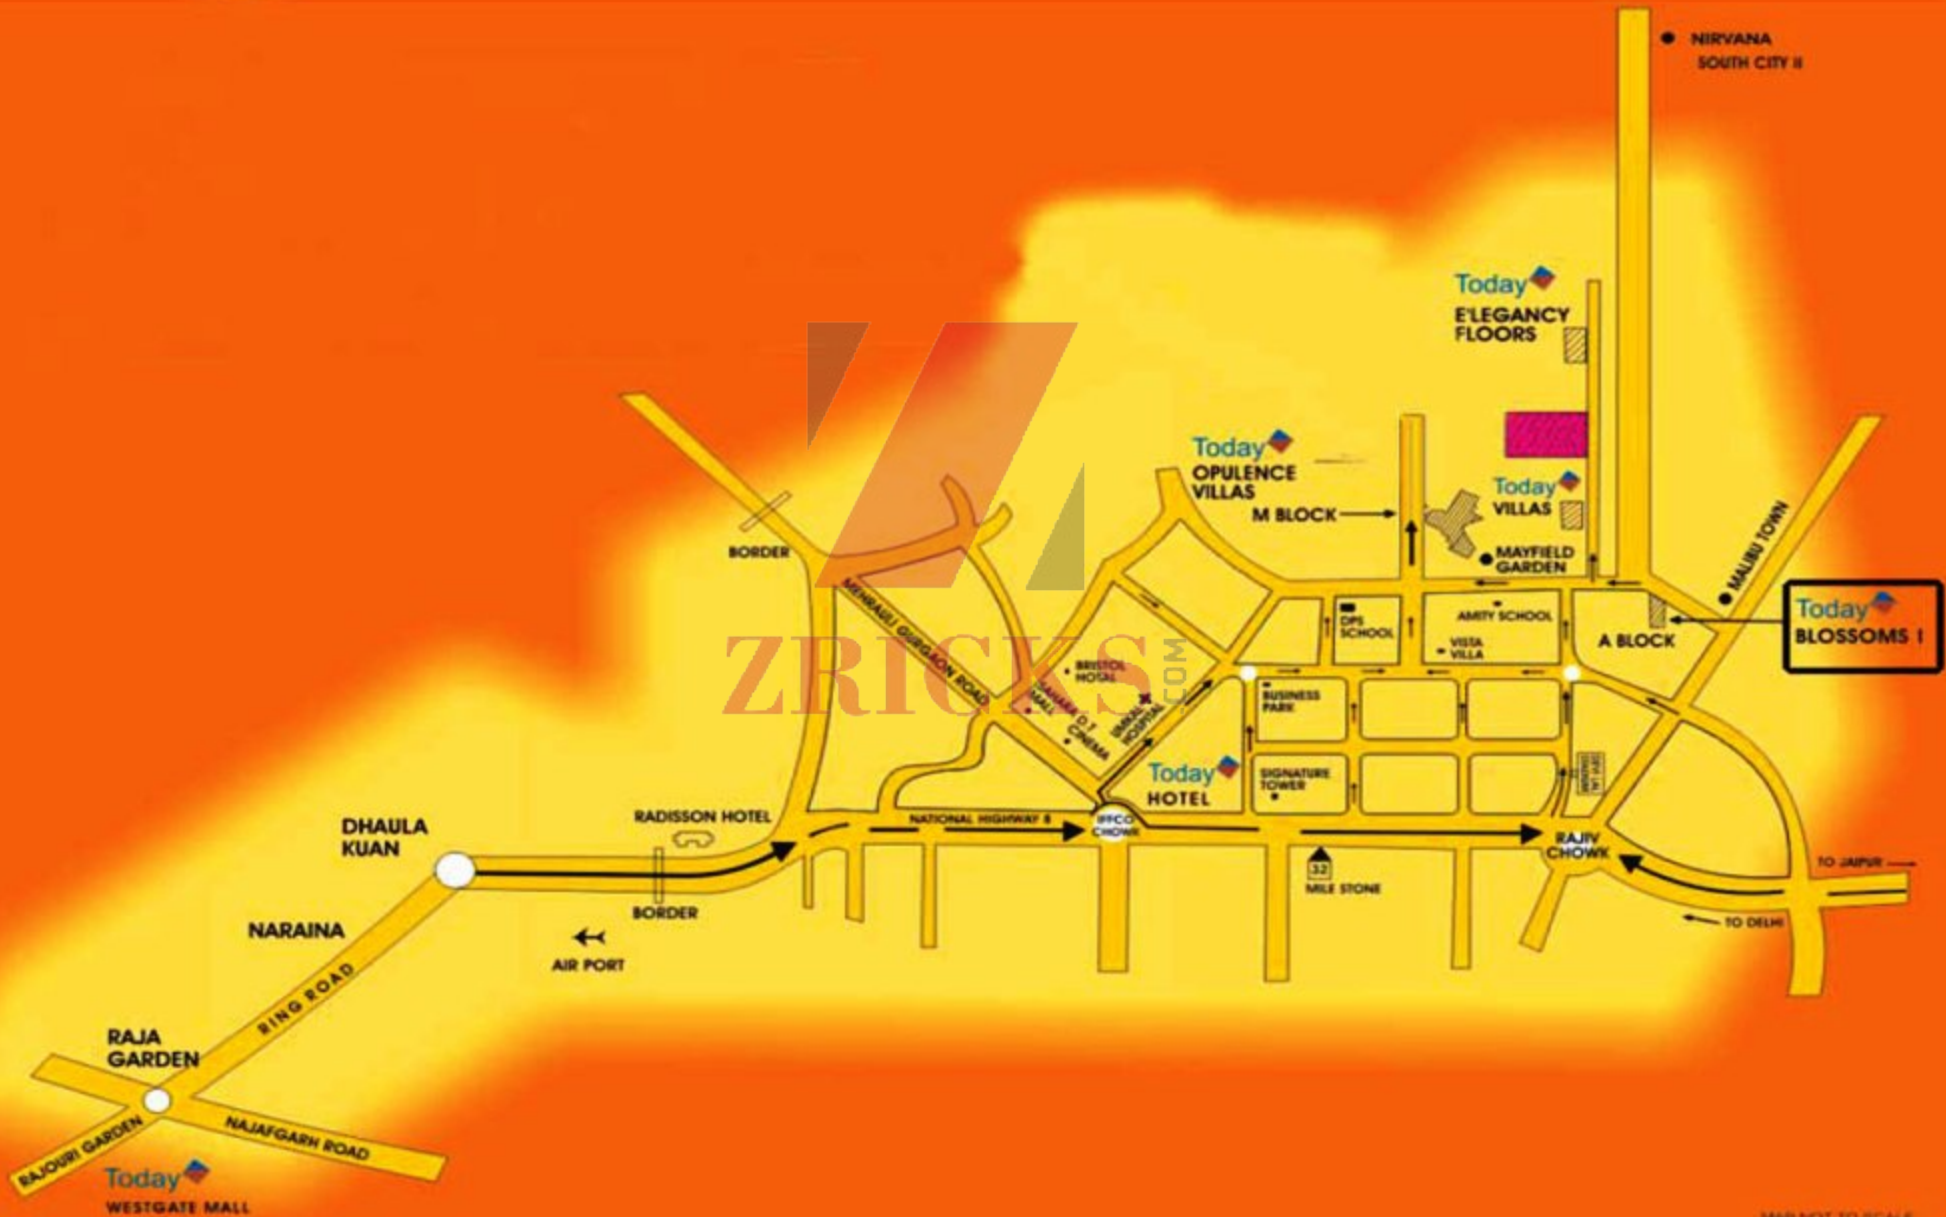 NIRVANA
SOUTH CITY II
Today
E'LEGANCY
FLOORS
Today
OPULENCE
VILLAS
M BLOCK
Today
VILLAS
MAYFIELD
GARDEN
MALIBU TOWN
BORDER
MEHRAULI GURGAON ROAD
DPS
SCHOOL
AMITY SCHOOL
VISTA
VILLA
A BLOCK
Today
BLOSSOMS I
ZRICKS
.COM
BRISTOL
HOTAL
SAHARA
MALL
D.T
CINEMA
UMKAL
HOSPITAL
BUSINESS
PARK
Today
HOTEL
SIGNATURE
TOWER
DHAULA
KUAN
RADISSON HOTEL
NATIONAL HIGHWAY 8
IFFCO
CHOWK
RAJIV
CHOWK
32
MILE STONE
TO JAIPUR
TO DELHI
BORDER
AIR PORT
NARAINA
RING ROAD
RAJA
GARDEN
RAJOURI GARDEN
NAJAFGARH ROAD
Today
WESTGATE MALL